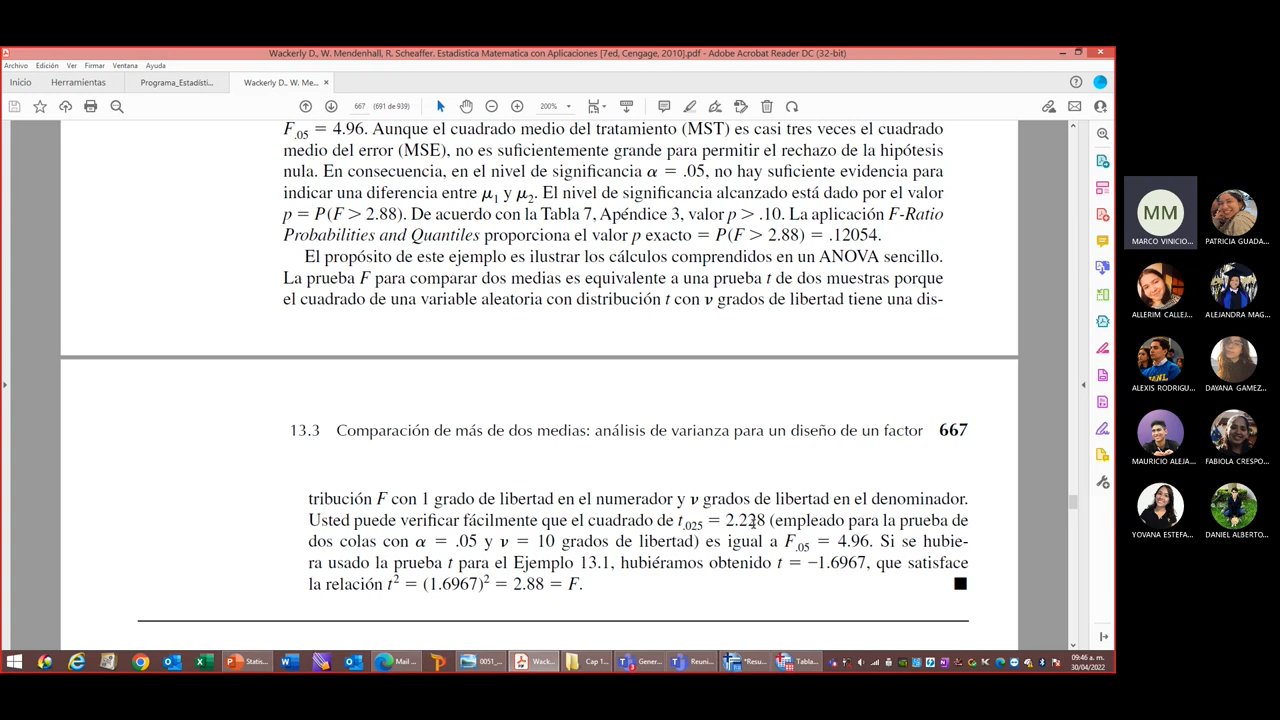 Wackerly D., W. Mendenhall, R. Scheaffer. Estadistica Matematica con Aplicaciones [7ed, Cengage, 2010].pdf - Adobe Acrobat Reader DC (32-bit)
Archivo Edición Ver Firmar Ventana Ayuda
Inicio Herramientas Programa_Estadísti... Wackerly D., W. Me... ×
667 (691 de 939) 200%
F.05 = 4.96. Aunque el cuadrado medio del tratamiento (MST) es casi tres veces el cuadrado
medio del error (MSE), no es suficientemente grande para permitir el rechazo de la hipótesis
nula. En consecuencia, en el nivel de significancia α = .05, no hay suficiente evidencia para
indicar una diferencia entre μ1 y μ2. El nivel de significancia alcanzado está dado por el valor
p = P(F > 2.88). De acuerdo con la Tabla 7, Apéndice 3, valor p > .10. La aplicación F-Ratio
Probabilities and Quantiles proporciona el valor p exacto = P(F > 2.88) = .12054.
El propósito de este ejemplo es ilustrar los cálculos comprendidos en un ANOVA sencillo.
La prueba F para comparar dos medias es equivalente a una prueba t de dos muestras porque
el cuadrado de una variable aleatoria con distribución t con ν grados de libertad tiene una dis-
13.3 Comparación de más de dos medias: análisis de varianza para un diseño de un factor 667
tribución F con 1 grado de libertad en el numerador y ν grados de libertad en el denominador.
Usted puede verificar fácilmente que el cuadrado de t.025 = 2.228 (empleado para la prueba de
dos colas con α = .05 y ν = 10 grados de libertad) es igual a F.05 = 4.96. Si se hubie-
ra usado la prueba t para el Ejemplo 13.1, hubiéramos obtenido t = −1.6967, que satisface
la relación t² = (1.6967)² = 2.88 = F.
MM
MARCO VINICIO... PATRICIA GUADA...
ALLERIM CALLEJ... ALEJANDRA MAG...
ALEXIS RODRIGU... DAYANA GAMEZ...
MAURICIO ALEJA... FABIOLA CRESPO...
YOVANA ESTEFA... DANIEL ALBERTO...
Statis... Mail ... 0051_... Wack... Cap 1... Gener... Reuni... *Resu... Tabla...
09:46 a. m.
30/04/2022